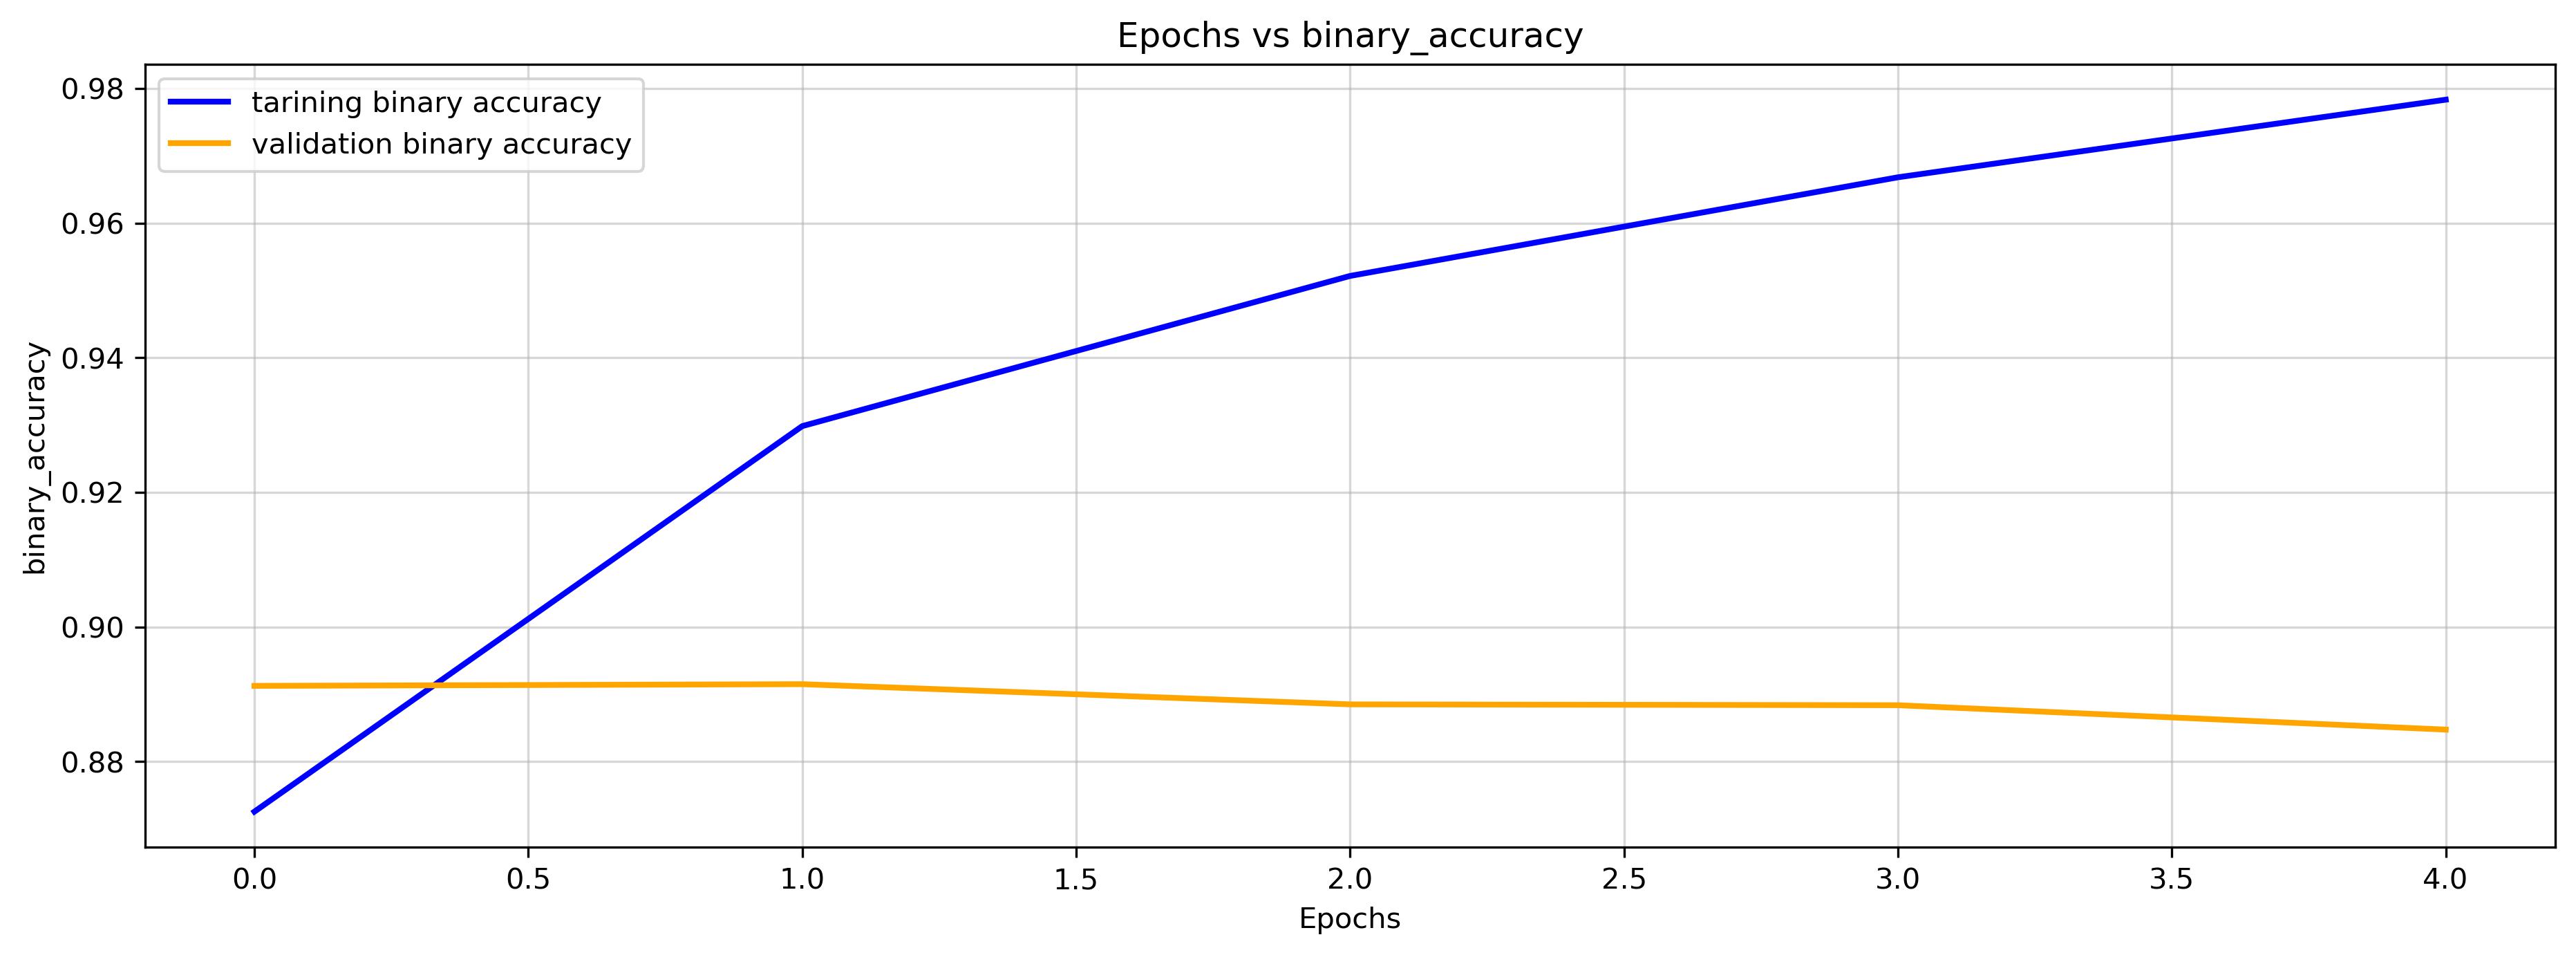 Epochs vs binary_accuracy
tarining binary accuracy
validation binary accuracy
binary_accuracy
0.98
0.96
0.94
0.92
0.90
0.88
0.0 0.5 1.0 1.5 2.0 2.5 3.0 3.5 4.0
Epochs